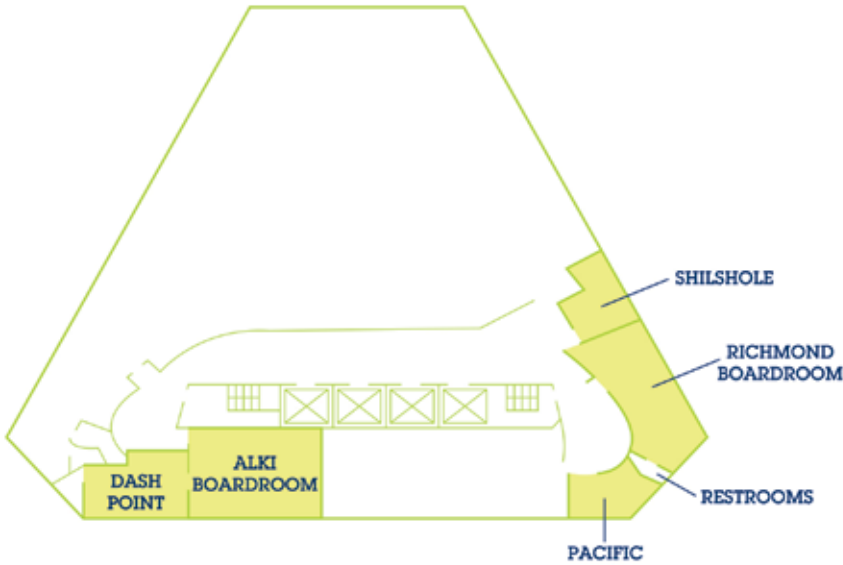 SHILSHOLE
RICHMOND
BOARDROOM
ALKI
BOARDROOM
DASH
POINT
RESTROOMS
PACIFIC